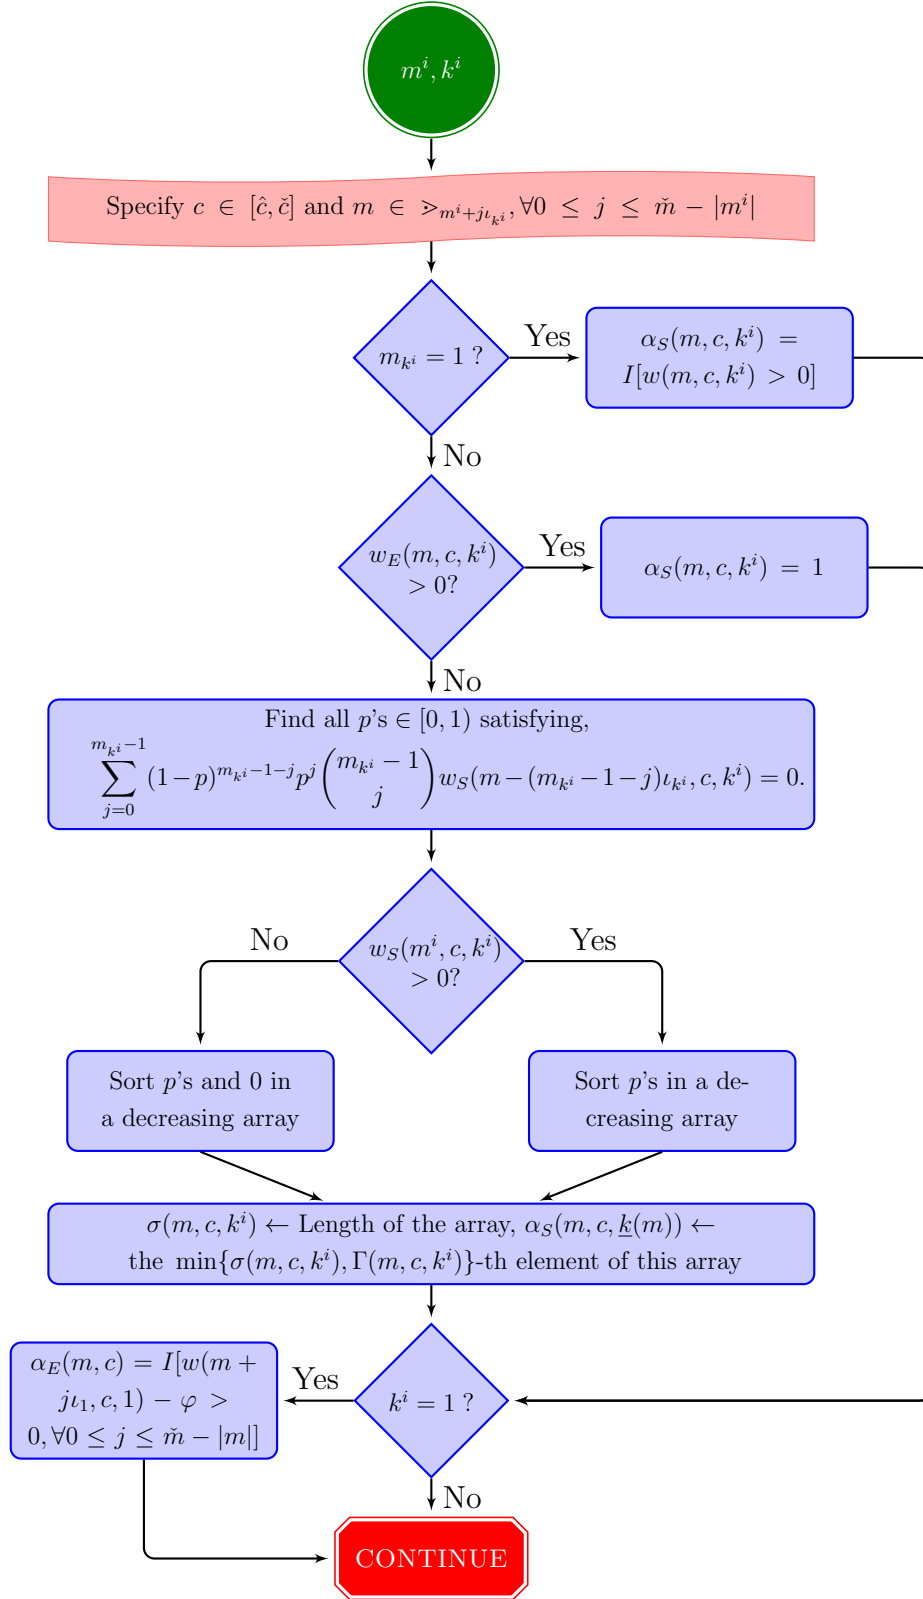 m^i, k^i
Specify c ∈ [ĉ, č] and m ∈ ⋗_{m^i+jι_{k^i}}, ∀0 ≤ j ≤ m̌ − |m^i|
m_{k^i} = 1 ?
Yes
α_S(m, c, k^i) =
I[w(m, c, k^i) > 0]
No
w_E(m, c, k^i)
> 0?
Yes
α_S(m, c, k^i) = 1
No
Find all p's ∈ [0, 1) satisfying,
\sum_{j=0}^{m_{k^i}-1} (1−p)^{m_{k^i}−1−j} p^j \binom{m_{k^i}−1}{j} w_S(m−(m_{k^i}−1−j)ι_{k^i}, c, k^i) = 0.
w_S(m^i, c, k^i)
> 0?
No
Yes
Sort p's and 0 in
a decreasing array
Sort p's in a de-
creasing array
σ(m, c, k^i) ← Length of the array, α_S(m, c, \underline{k}(m)) ←
the min{σ(m, c, k^i), Γ(m, c, k^i)}-th element of this array
k^i = 1 ?
Yes
α_E(m, c) = I[w(m +
jι_1, c, 1) − φ >
0, ∀0 ≤ j ≤ m̌ − |m|]
No
CONTINUE